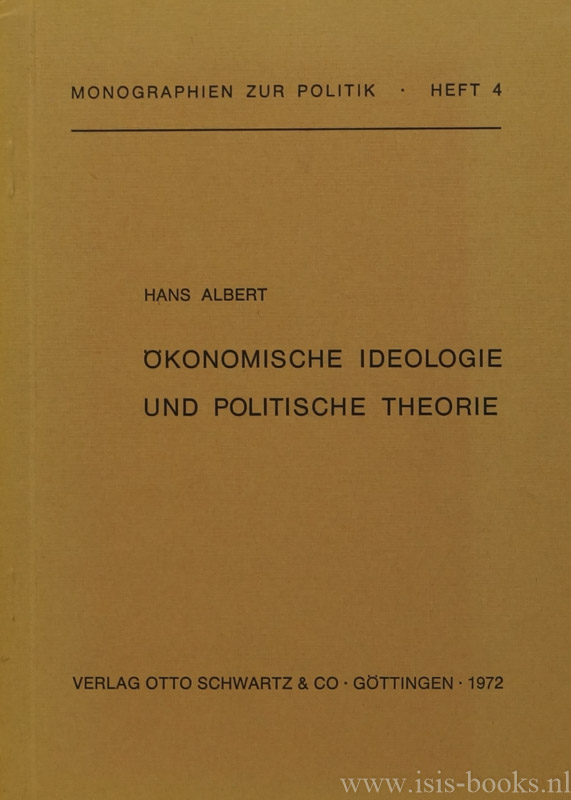 MONOGRAPHIEN ZUR POLITIK · HEFT 4
HANS ALBERT
ÖKONOMISCHE IDEOLOGIE
UND POLITISCHE THEORIE
VERLAG OTTO SCHWARTZ & CO · GÖTTINGEN · 1972
www.isis-books.nl